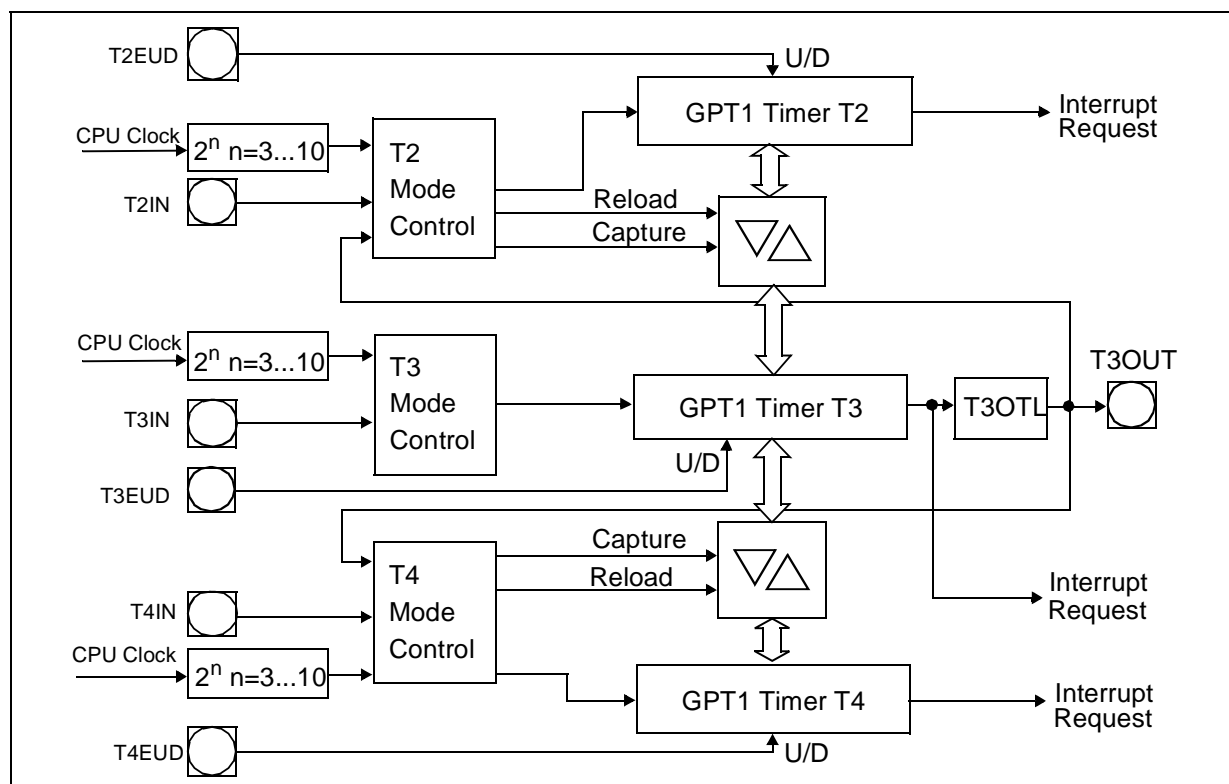 T2EUD
U/D
GPT1 Timer T2
Interrupt
Request
CPU Clock
2ⁿ n=3...10
T2
Mode
Control
T2IN
Reload
Capture
CPU Clock
2ⁿ n=3...10
T3
Mode
Control
T3IN
GPT1 Timer T3
T3OTL
T3OUT
U/D
T3EUD
Capture
Reload
T4
Mode
Control
Interrupt
Request
T4IN
CPU Clock
2ⁿ n=3...10
GPT1 Timer T4
Interrupt
Request
T4EUD
U/D